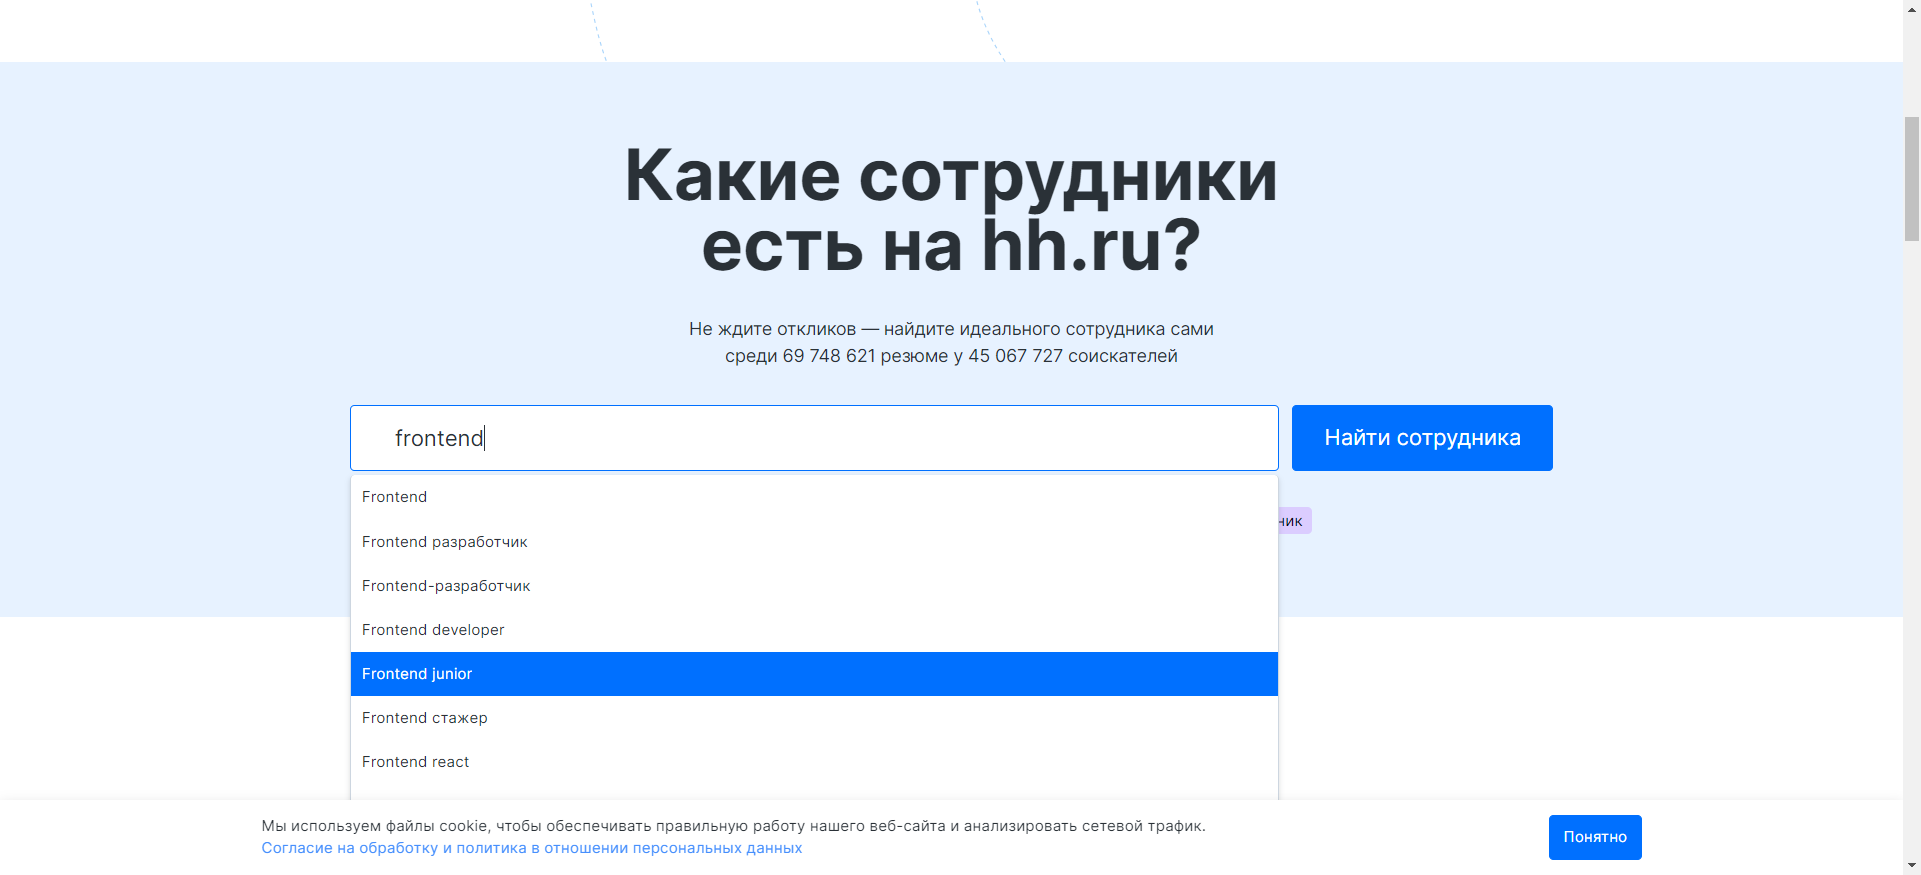 Какие сотрудники
есть на hh.ru?
Не ждите откликов — найдите идеального сотрудника сами
среди 69 748 621 резюме у 45 067 727 соискателей
frontend
Найти сотрудника
Frontend
Frontend разработчик
Frontend-разработчик
Frontend developer
Frontend junior
Frontend стажер
Frontend react
Мы используем файлы cookie, чтобы обеспечивать правильную работу нашего веб-сайта и анализировать сетевой трафик.
Согласие на обработку и политика в отношении персональных данных
Понятно